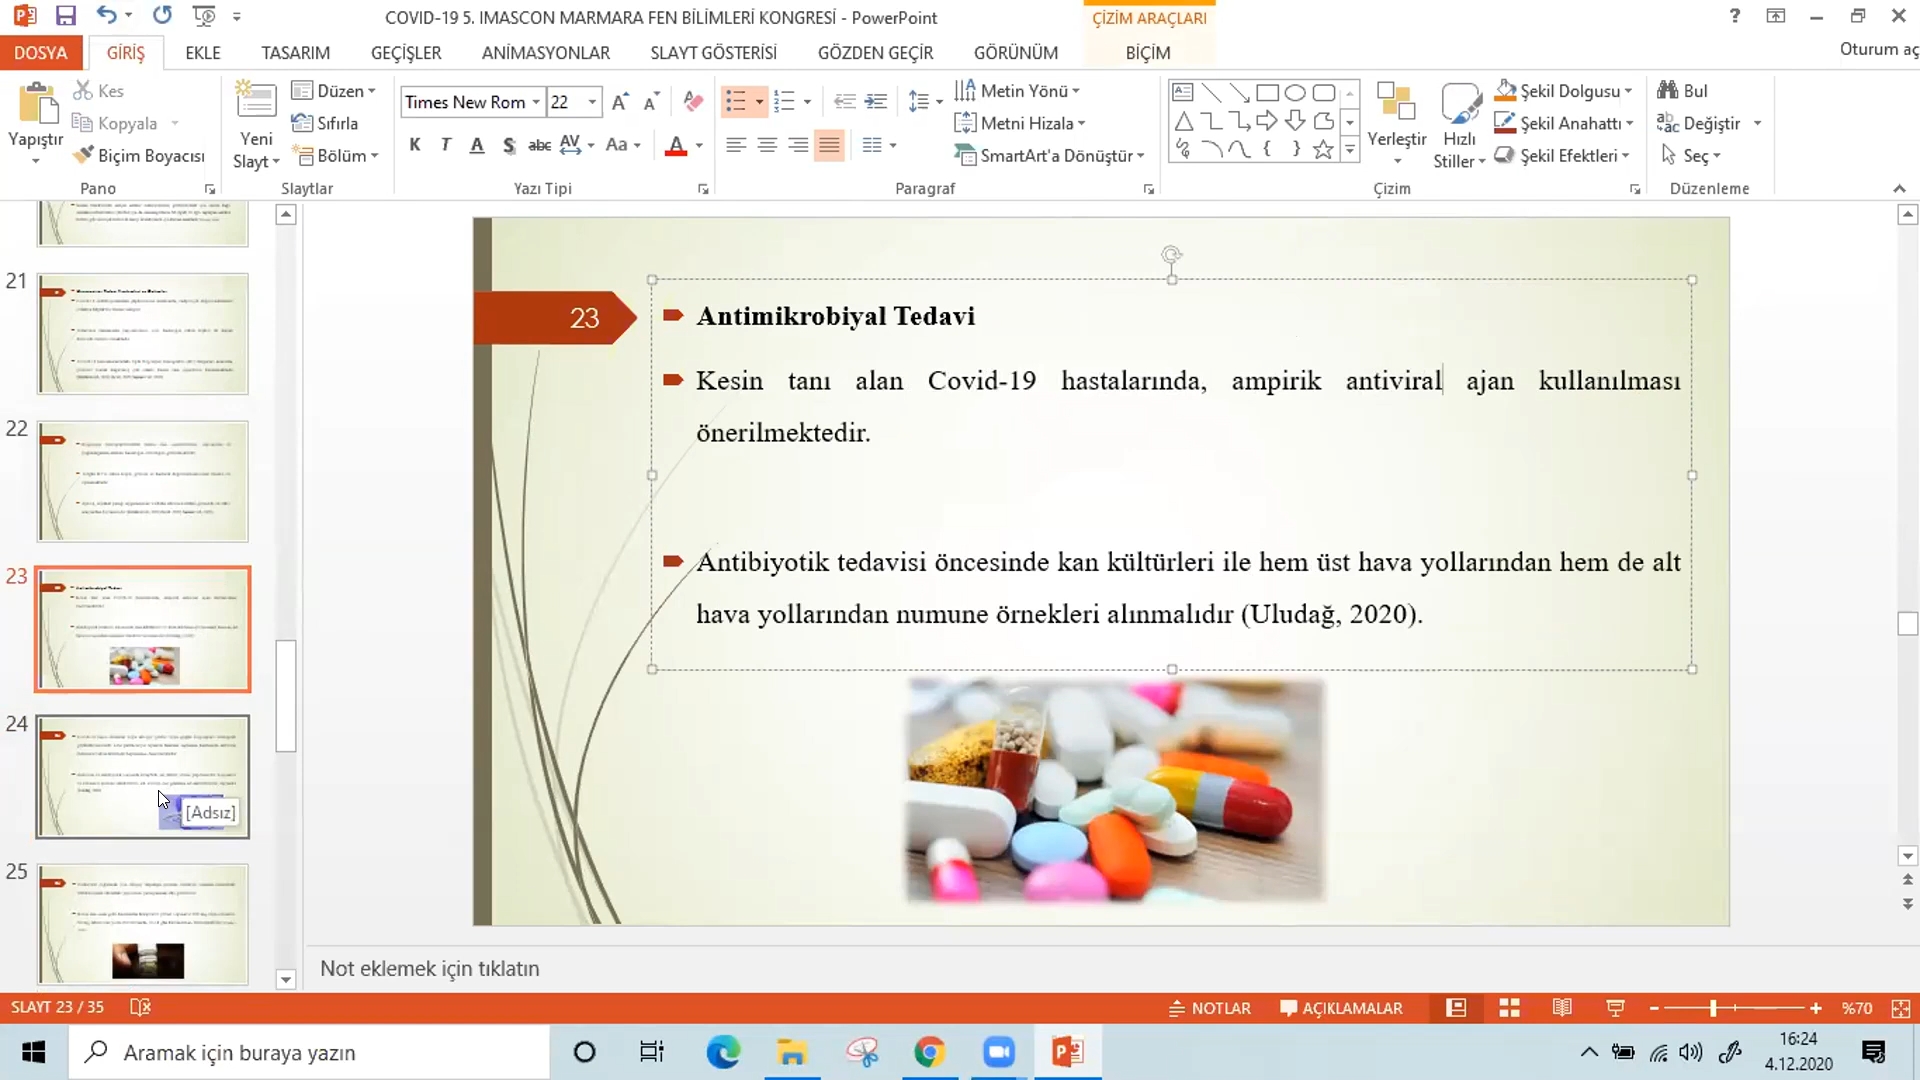 COVID-19 5. IMASCON MARMARA FEN BİLİMLERİ KONGRESİ - PowerPoint
ÇİZİM ARAÇLARI
?
DOSYA
GİRİŞ
EKLE
TASARIM
GEÇİŞLER
ANİMASYONLAR
SLAYT GÖSTERİSİ
GÖZDEN GEÇİR
GÖRÜNÜM
BİÇİM
Oturum aç
Yapıştır
Kes
Kopyala
Biçim Boyacısı
Pano
Yeni
Slayt
Düzen
Sıfırla
Bölüm
Slaytlar
Times New Rom
22
K T A S abc AV Aa A
Yazı Tipi
Metin Yönü
Metni Hizala
SmartArt'a Dönüştür
Paragraf
Yerleştir
Hızlı
Stiller
Şekil Dolgusu
Şekil Anahattı
Şekil Efektleri
Çizim
Bul
Değiştir
Seç
Düzenleme
21
22
23
24
[Adsız]
25
23
Antimikrobiyal Tedavi
Kesin tanı alan Covid-19 hastalarında, ampirik antiviral ajan kullanılması
önerilmektedir.
Antibiyotik tedavisi öncesinde kan kültürleri ile hem üst hava yollarından hem de alt
hava yollarından numune örnekleri alınmalıdır (Uludağ, 2020).
Not eklemek için tıklatın
SLAYT 23 / 35
NOTLAR
AÇIKLAMALAR
%70
Aramak için buraya yazın
16:24
4.12.2020